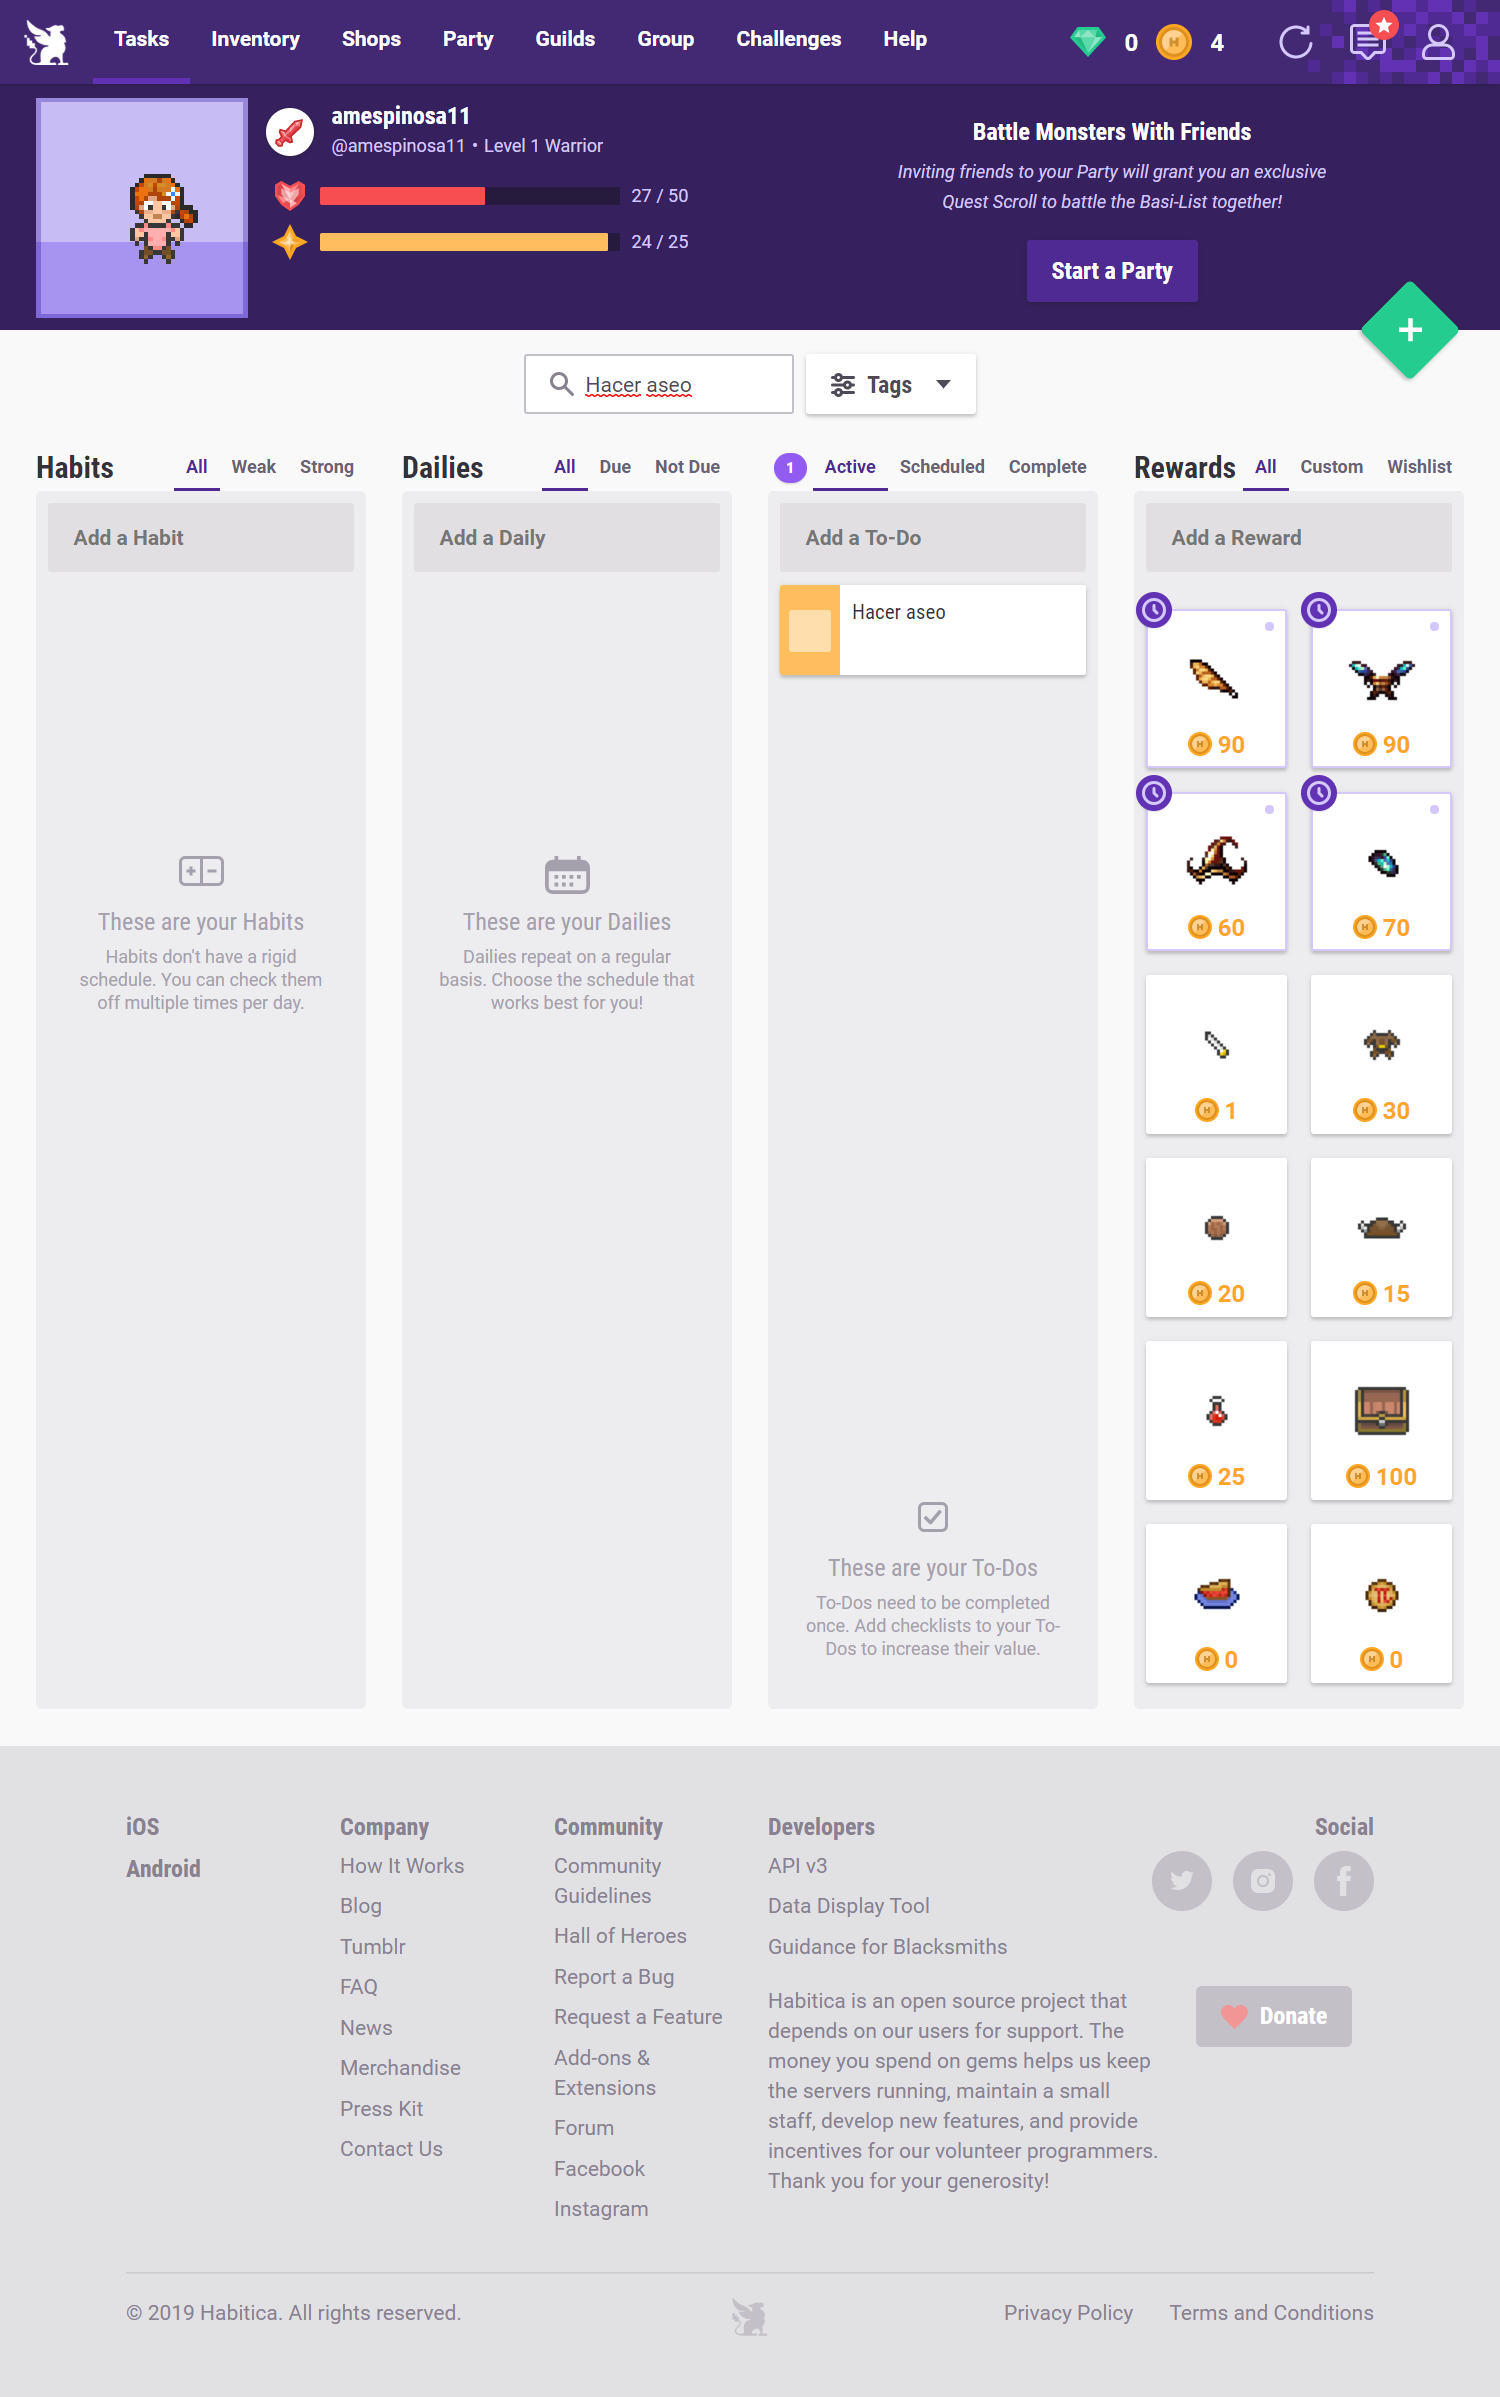 Tasks Inventory Shops Party Guilds Group Challenges Help 0 4
amespinosa11
@amespinosa11 • Level 1 Warrior
27 / 50
24 / 25
Battle Monsters With Friends
Inviting friends to your Party will grant you an exclusive
Quest Scroll to battle the Basi-List together!
Start a Party
Hacer aseo
Tags
Habits All Weak Strong
Add a Habit
These are your Habits
Habits don't have a rigid
schedule. You can check them
off multiple times per day.
Dailies All Due Not Due
Add a Daily
These are your Dailies
Dailies repeat on a regular
basis. Choose the schedule that
works best for you!
1 Active Scheduled Complete
Add a To-Do
Hacer aseo
These are your To-Dos
To-Dos need to be completed
once. Add checklists to your To-
Dos to increase their value.
Rewards All Custom Wishlist
Add a Reward
90 90
60 70
1 30
20 15
25 100
0 0
iOS
Android
Company
How It Works
Blog
Tumblr
FAQ
News
Merchandise
Press Kit
Contact Us
Community
Community
Guidelines
Hall of Heroes
Report a Bug
Request a Feature
Add-ons &
Extensions
Forum
Facebook
Instagram
Developers
API v3
Data Display Tool
Guidance for Blacksmiths
Habitica is an open source project that
depends on our users for support. The
money you spend on gems helps us keep
the servers running, maintain a small
staff, develop new features, and provide
incentives for our volunteer programmers.
Thank you for your generosity!
Social
Donate
© 2019 Habitica. All rights reserved.
Privacy Policy Terms and Conditions